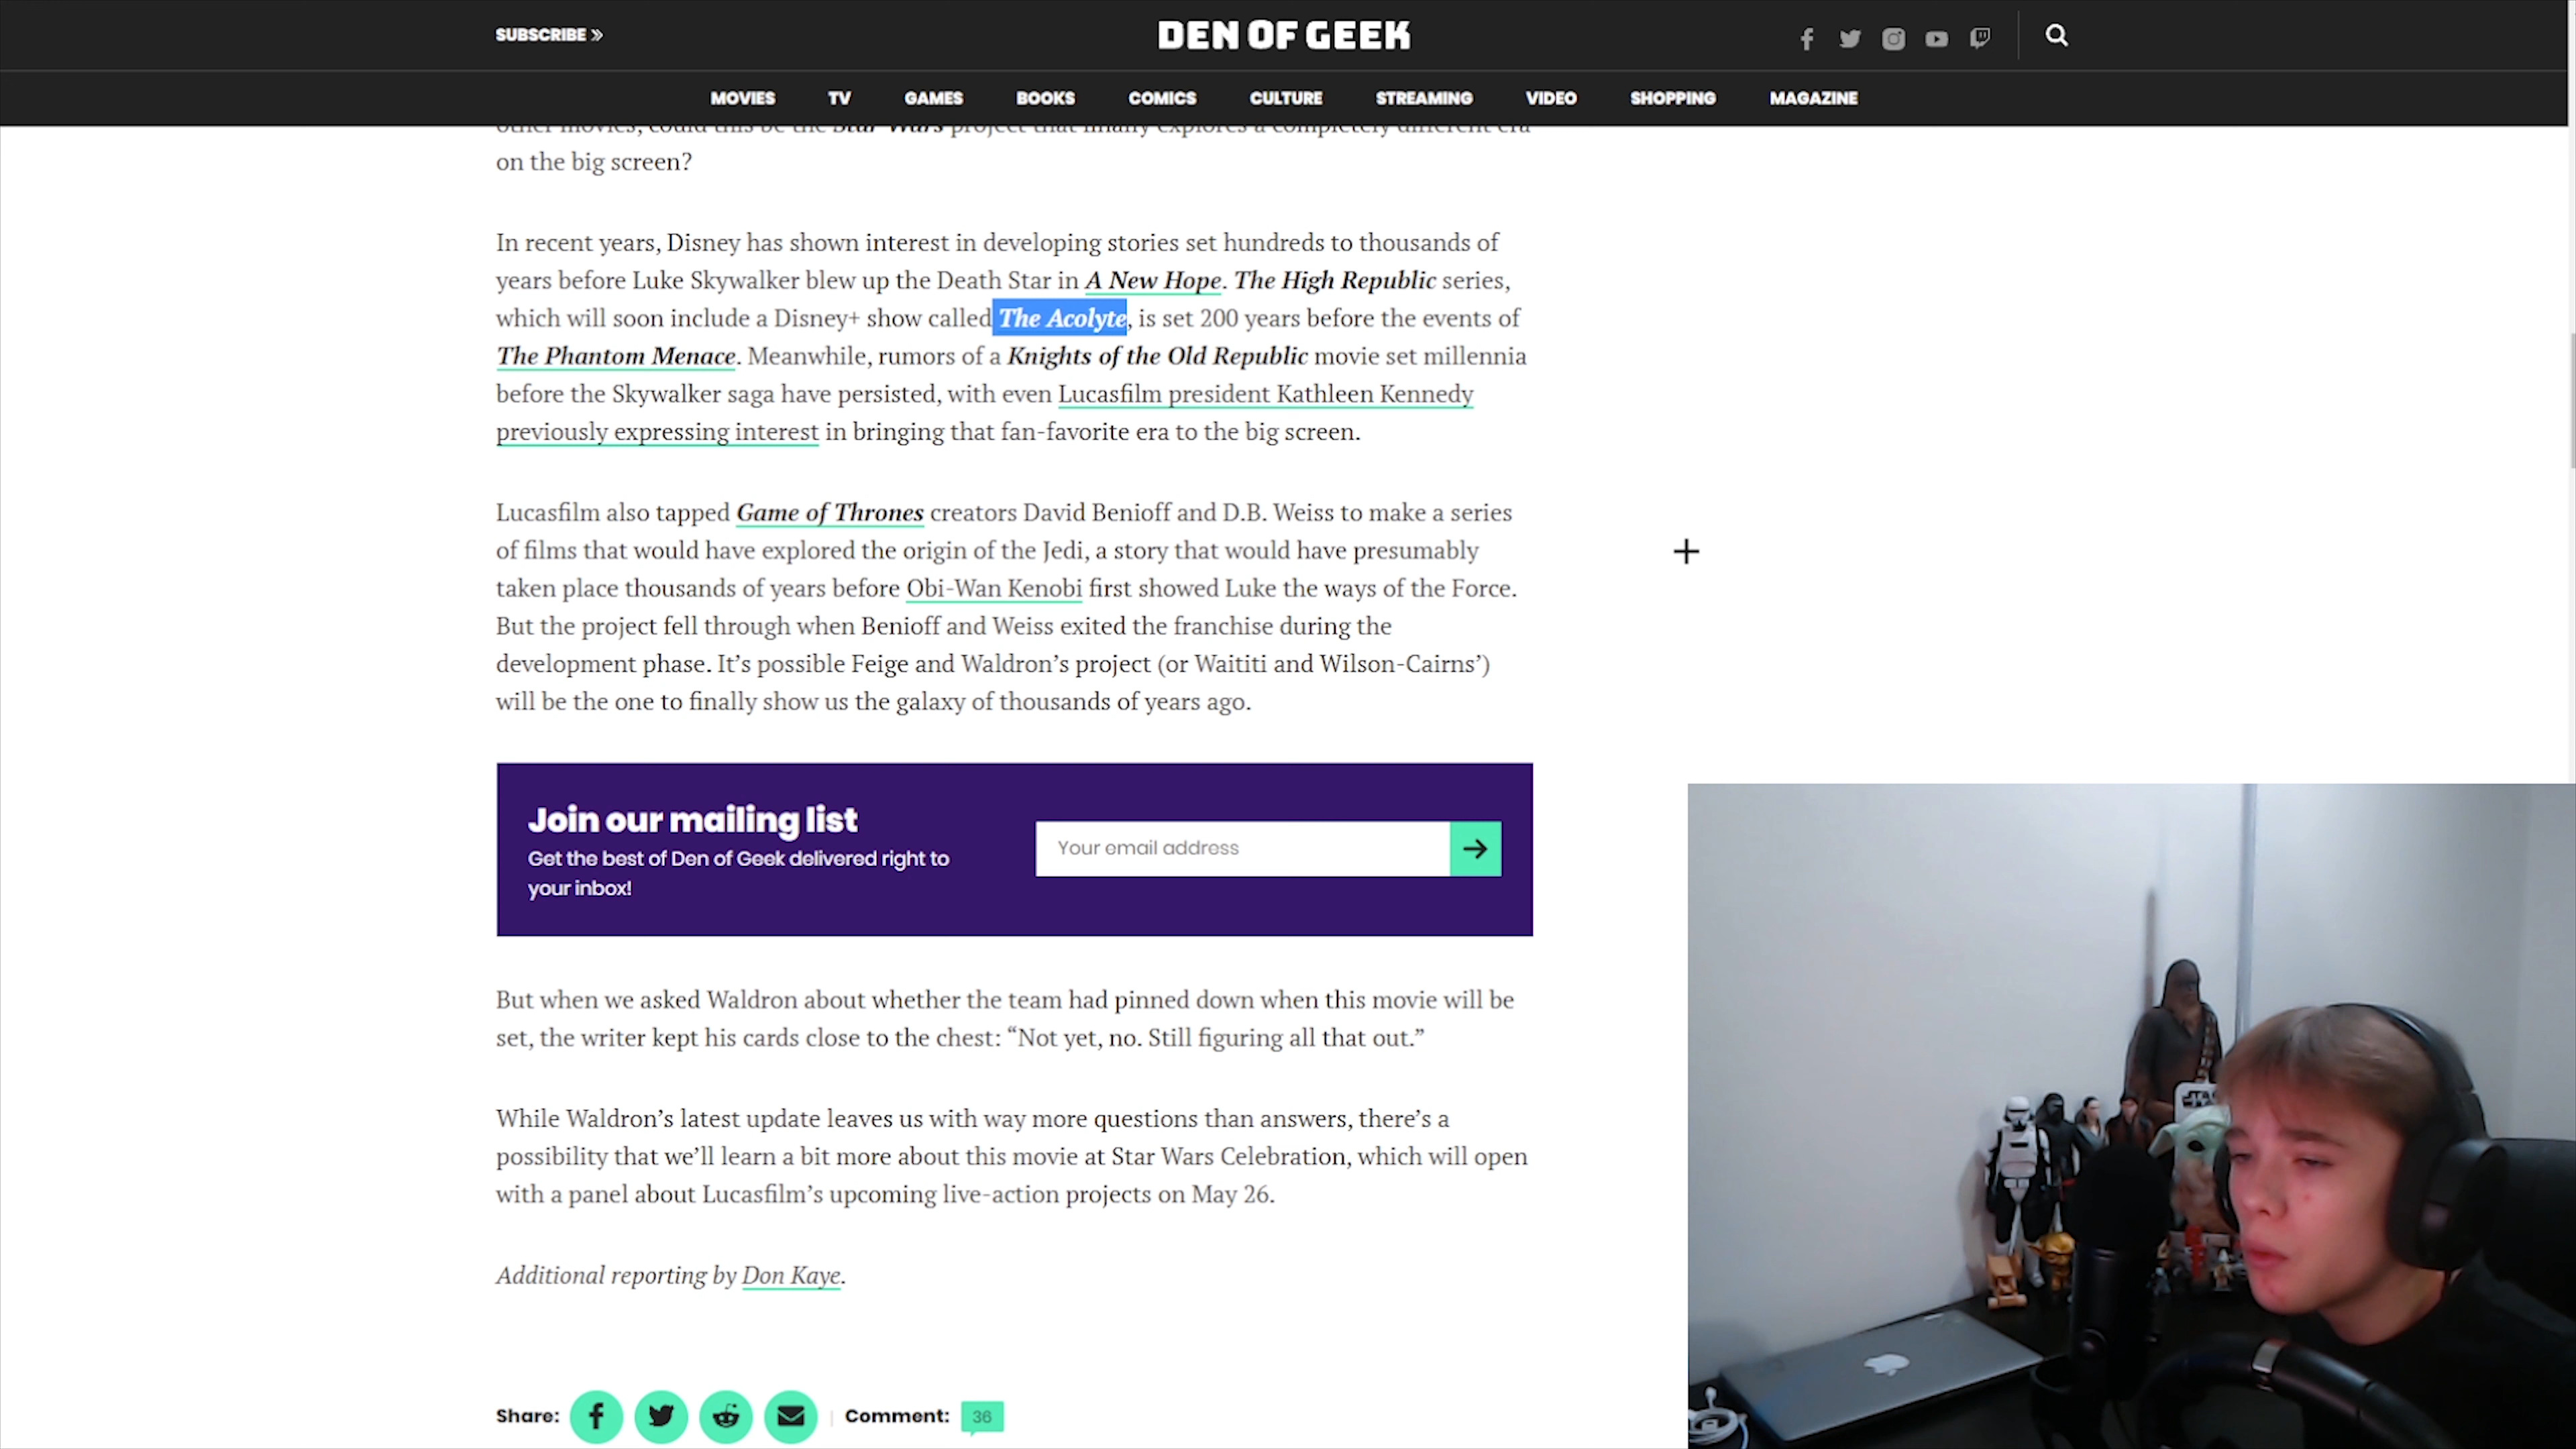 SUBSCRIBE »
DEN OF GEEK
MOVIES TV GAMES BOOKS COMICS CULTURE STREAMING VIDEO SHOPPING MAGAZINE
other movies, could this be the Star Wars project that finally explores a completely different era
on the big screen?
In recent years, Disney has shown interest in developing stories set hundreds to thousands of
years before Luke Skywalker blew up the Death Star in A New Hope. The High Republic series,
which will soon include a Disney+ show called The Acolyte, is set 200 years before the events of
The Phantom Menace. Meanwhile, rumors of a Knights of the Old Republic movie set millennia
before the Skywalker saga have persisted, with even Lucasfilm president Kathleen Kennedy
previously expressing interest in bringing that fan-favorite era to the big screen.
Lucasfilm also tapped Game of Thrones creators David Benioff and D.B. Weiss to make a series
of films that would have explored the origin of the Jedi, a story that would have presumably
taken place thousands of years before Obi-Wan Kenobi first showed Luke the ways of the Force.
But the project fell through when Benioff and Weiss exited the franchise during the
development phase. It’s possible Feige and Waldron’s project (or Waititi and Wilson-Cairns’)
will be the one to finally show us the galaxy of thousands of years ago.
Join our mailing list
Get the best of Den of Geek delivered right to
your inbox!
Your email address
But when we asked Waldron about whether the team had pinned down when this movie will be
set, the writer kept his cards close to the chest: “Not yet, no. Still figuring all that out.”
While Waldron’s latest update leaves us with way more questions than answers, there’s a
possibility that we’ll learn a bit more about this movie at Star Wars Celebration, which will open
with a panel about Lucasfilm’s upcoming live-action projects on May 26.
Additional reporting by Don Kaye.
Share: Comment: 36